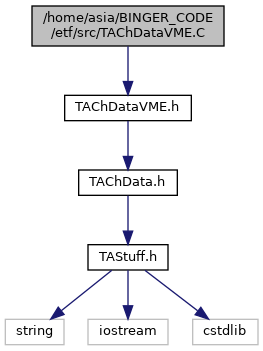 /home/asia/BINGER_CODE
/etf/src/TAChDataVME.C
TAChDataVME.h
TAChData.h
TAStuff.h
string
iostream
cstdlib